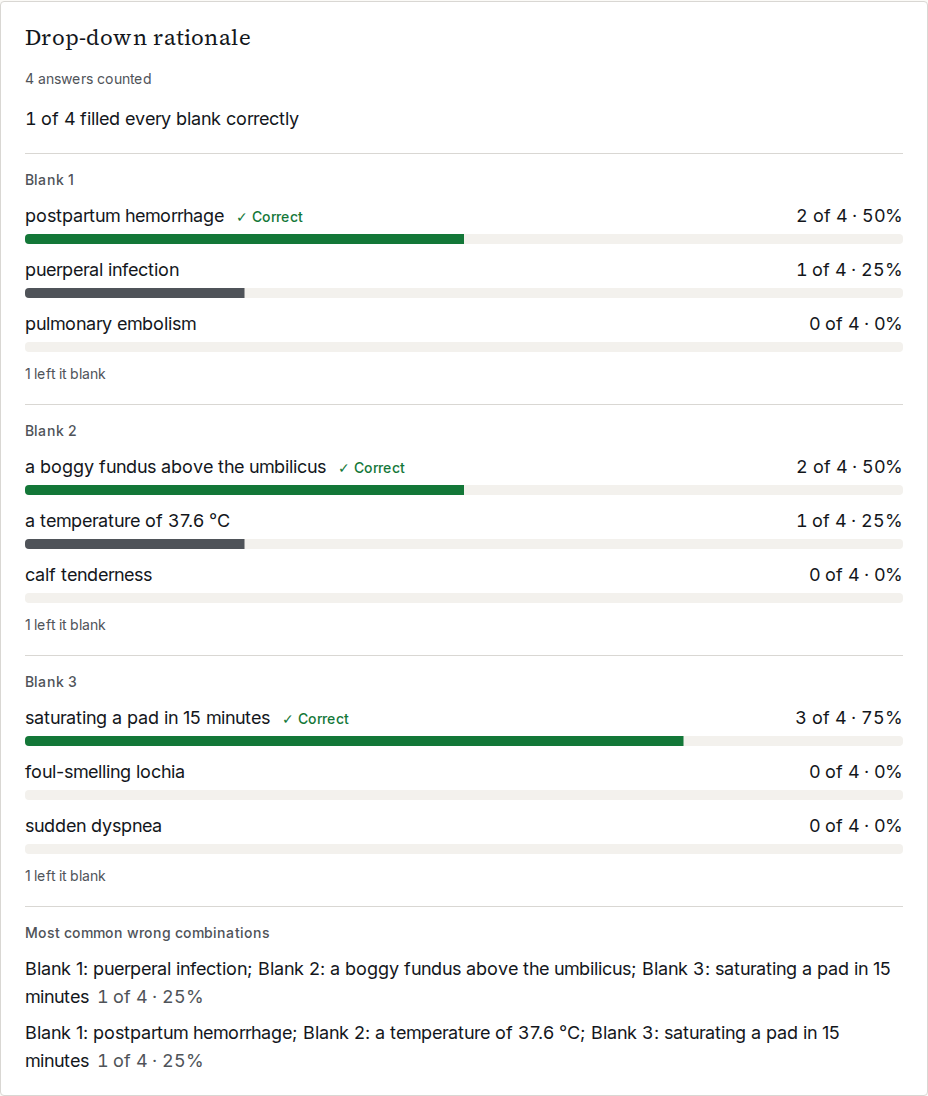 Drop-down rationale
4 answers counted
1 of 4 filled every blank correctly
Blank 1
postpartum hemorrhage ✓ Correct 2 of 4 · 50%
puerperal infection 1 of 4 · 25%
pulmonary embolism 0 of 4 · 0%
1 left it blank
Blank 2
a boggy fundus above the umbilicus ✓ Correct 2 of 4 · 50%
a temperature of 37.6 °C 1 of 4 · 25%
calf tenderness 0 of 4 · 0%
1 left it blank
Blank 3
saturating a pad in 15 minutes ✓ Correct 3 of 4 · 75%
foul-smelling lochia 0 of 4 · 0%
sudden dyspnea 0 of 4 · 0%
1 left it blank
Most common wrong combinations
Blank 1: puerperal infection; Blank 2: a boggy fundus above the umbilicus; Blank 3: saturating a pad in 15
minutes 1 of 4 · 25%
Blank 1: postpartum hemorrhage; Blank 2: a temperature of 37.6 °C; Blank 3: saturating a pad in 15
minutes 1 of 4 · 25%